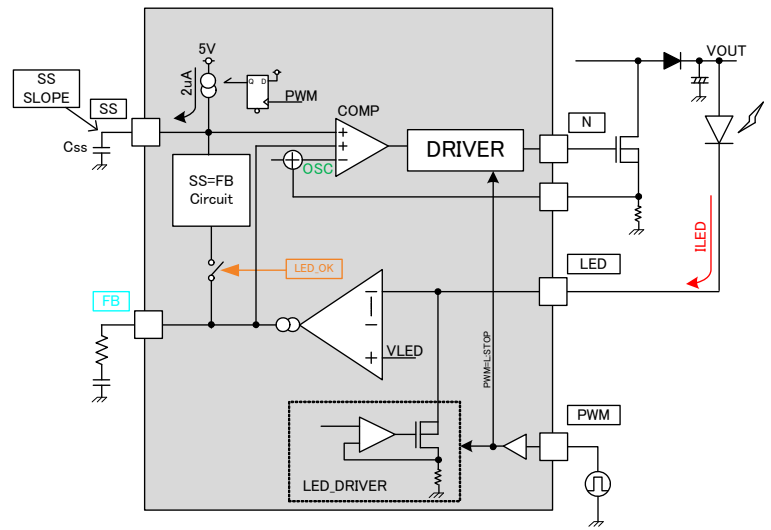 5V
VOUT
SS
SLOPE
SS
2uA
Q D
PWM
COMP
N
Css
+
+
−
DRIVER
OSC
SS=FB
Circuit
ILED
LED
LED_OK
FB
−
−
+
VLED
PWM=L:STOP
PWM
LED_DRIVER